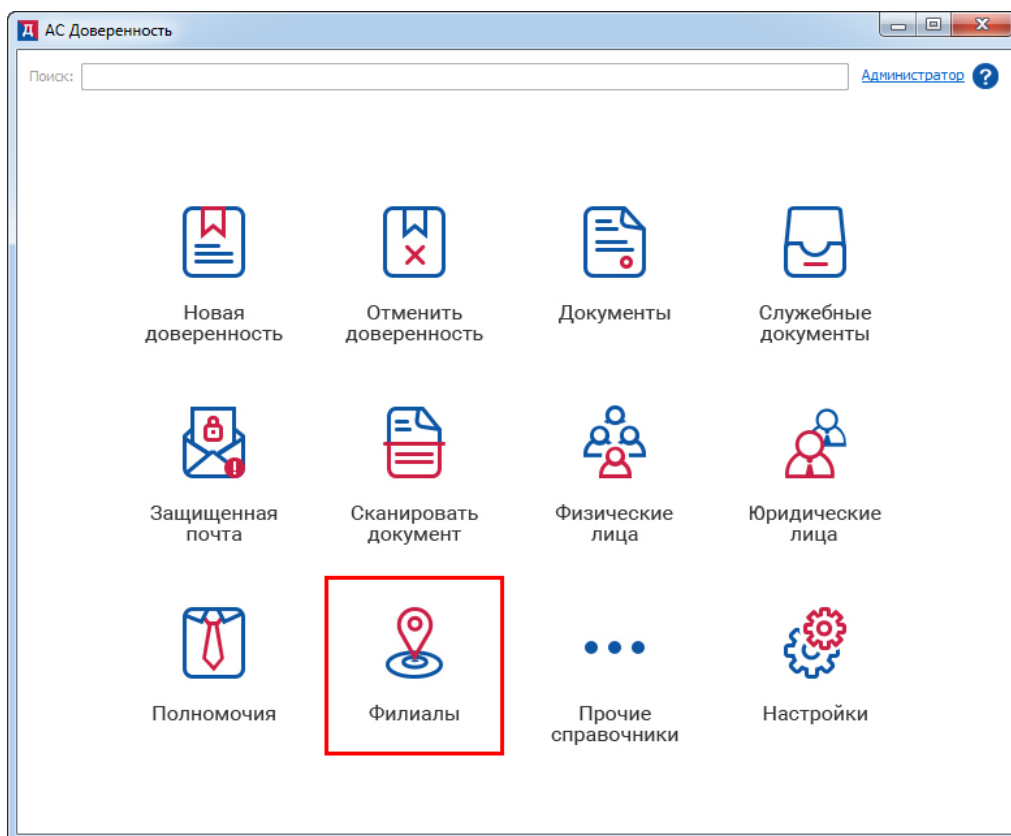 Д АС Доверенность
Поиск:
Администратор ?
Новая
доверенность
Отменить
доверенность
Документы
Служебные
документы
Защищенная
почта
Сканировать
документ
Физические
лица
Юридические
лица
Полномочия
Филиалы
Прочие
справочники
Настройки